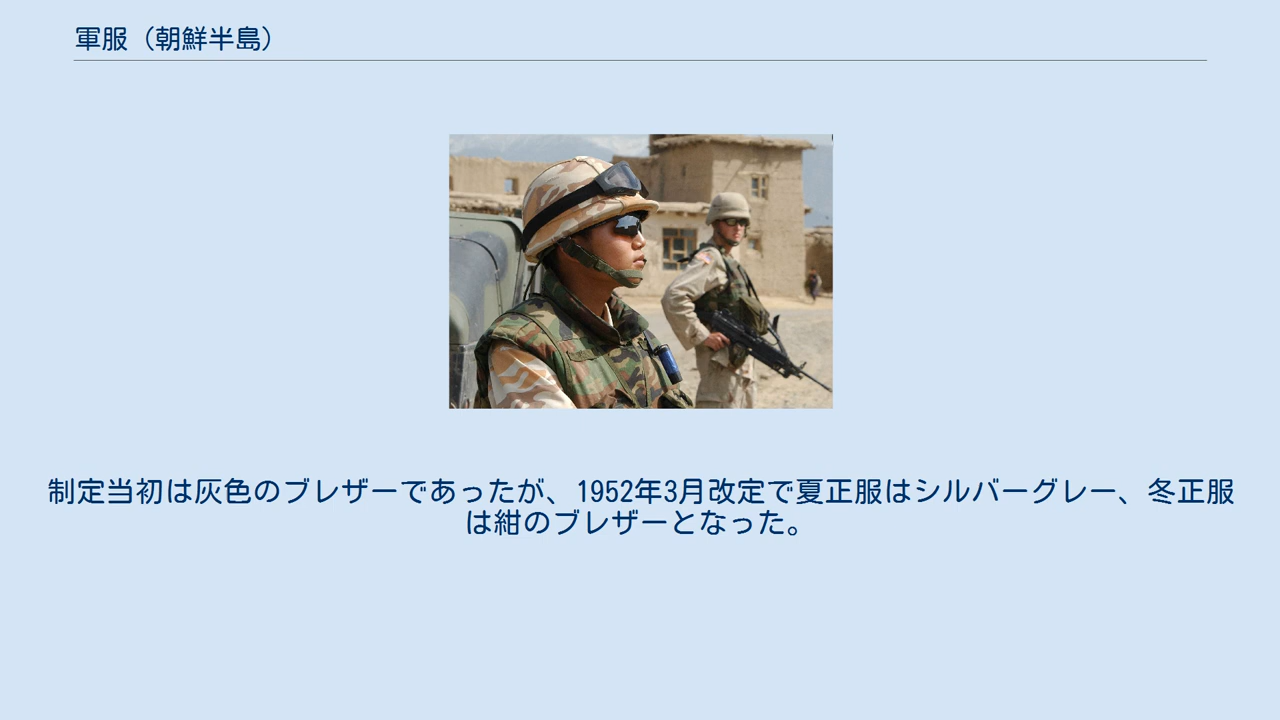 軍服（朝鮮半島）
制定当初は灰色のブレザーであったが、1952年3月改定で夏正服はシルバーグレー、冬正服
は紺のブレザーとなった。